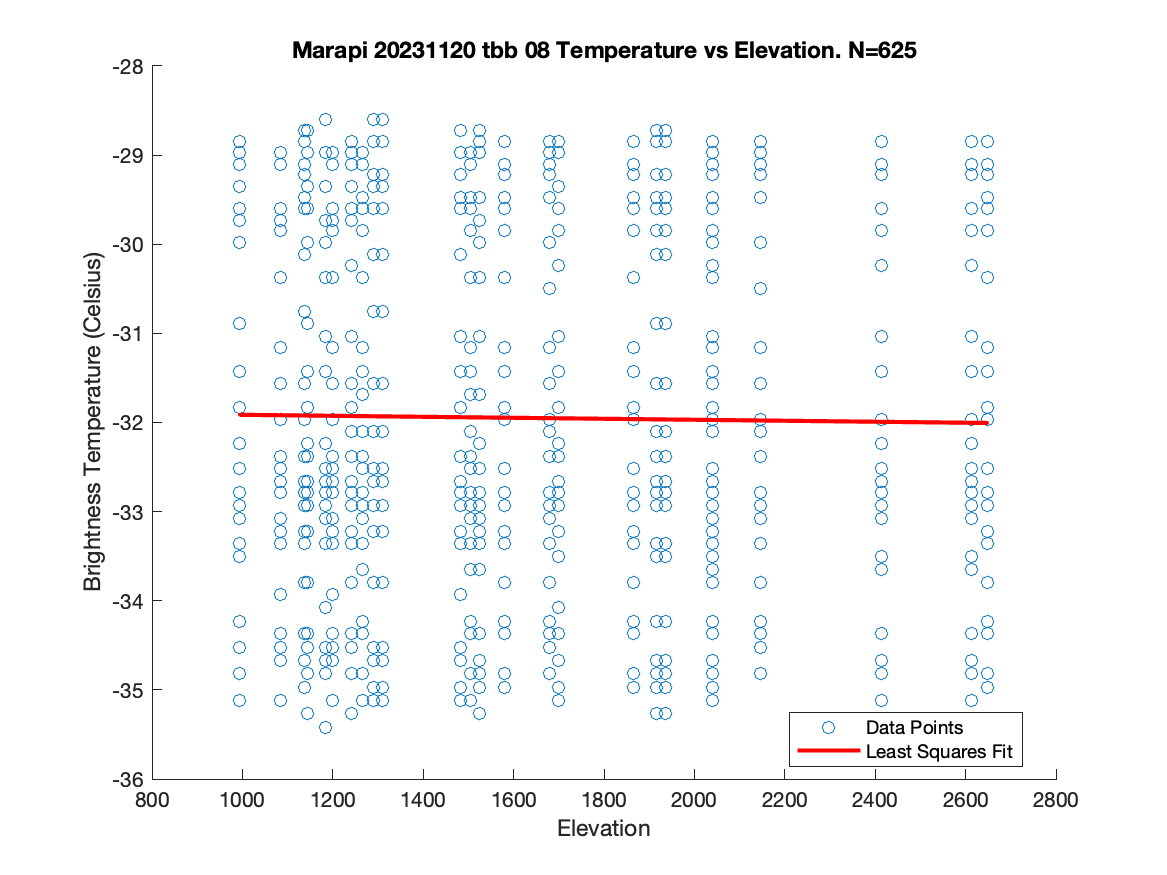 Marapi 20231120 tbb 08 Temperature vs Elevation. N=625
-28
-29
-30
-31
-32
-33
-34
-35
-36
Brightness Temperature (Celsius)
Data Points
Least Squares Fit
800 1000 1200 1400 1600 1800 2000 2200 2400 2600 2800
Elevation